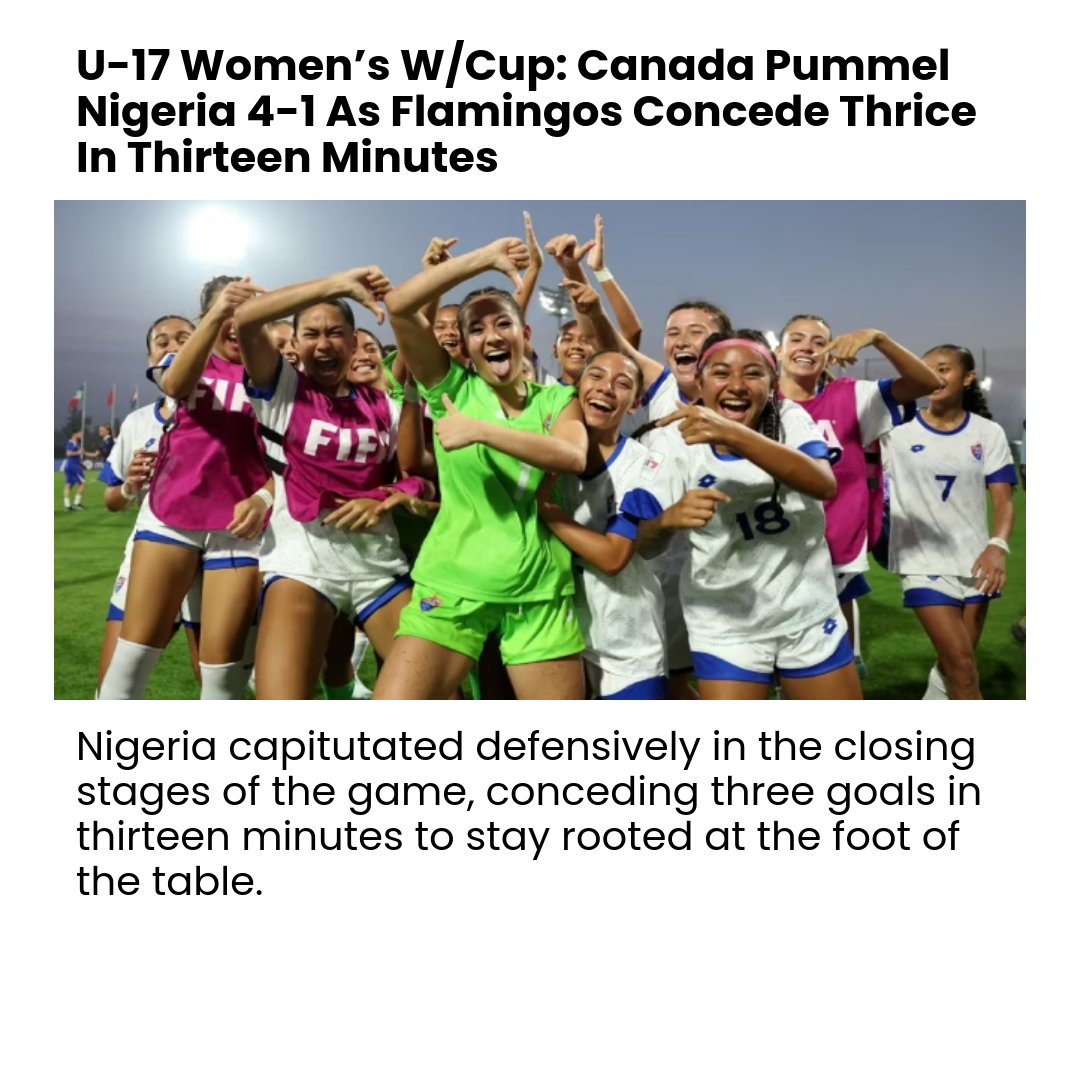 U-17 Women’s W/Cup: Canada Pummel
Nigeria 4-1 As Flamingos Concede Thrice
In Thirteen Minutes
FIF
FIF
A
7
18
7
Nigeria capitutated defensively in the closing
stages of the game, conceding three goals in
thirteen minutes to stay rooted at the foot of
the table.